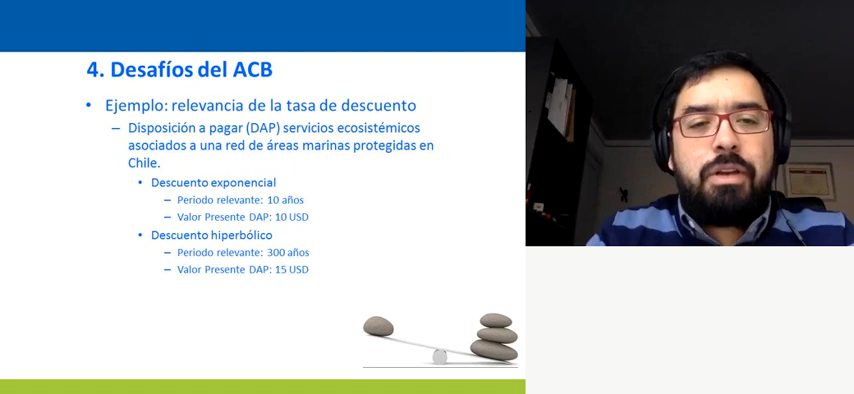 4. Desafíos del ACB
• Ejemplo: relevancia de la tasa de descuento
– Disposición a pagar (DAP) servicios ecosistémicos
asociados a una red de áreas marinas protegidas en
Chile.
• Descuento exponencial
– Periodo relevante: 10 años
– Valor Presente DAP: 10 USD
• Descuento hiperbólico
– Periodo relevante: 300 años
– Valor Presente DAP: 15 USD